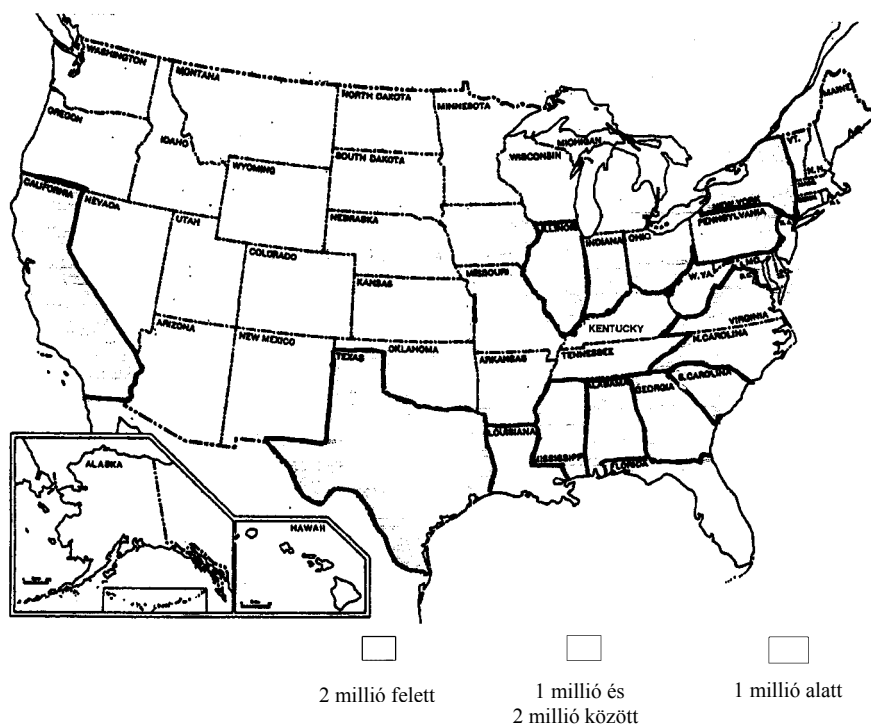 WASHINGTON
MONTANA
NORTH DAKOTA
MINNESOTA
MAINE
OREGON
IDAHO
SOUTH DAKOTA
WISCONSIN
MICHIGAN
VT.
N.H.
WYOMING
CALIFORNIA
NEVADA
UTAH
NEBRASKA
ILLINOIS
INDIANA
OHIO
NEW YORK
PENNSYLVANIA
COLORADO
KANSAS
MISSOURI
W. VA.
KENTUCKY
VIRGINIA
ARIZONA
NEW MEXICO
TEXAS
OKLAHOMA
ARKANSAS
TENNESSEE
N. CAROLINA
S. CAROLINA
ALABAMA
GEORGIA
LOUISIANA
MISSISSIPPI
FLORIDA
ALASKA
HAWAII
2 millió felett
1 millió és
2 millió között
1 millió alatt